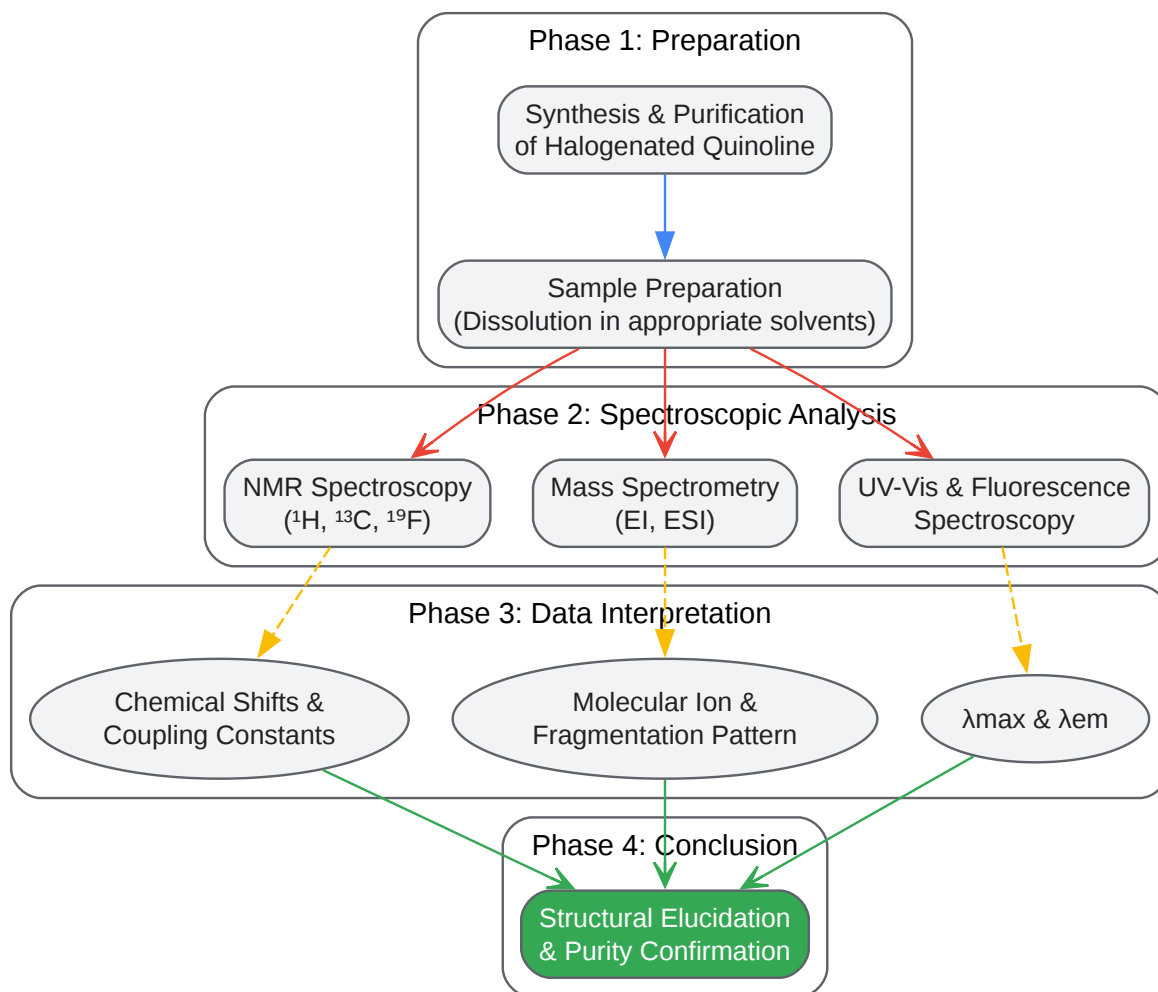 Phase 1: Preparation
Synthesis & Purification
of Halogenated Quinoline
Sample Preparation
(Dissolution in appropriate solvents)
Phase 2: Spectroscopic Analysis
NMR Spectroscopy
(¹H, ¹³C, ¹⁹F)
Mass Spectrometry
(EI, ESI)
UV-Vis & Fluorescence
Spectroscopy
Phase 3: Data Interpretation
Chemical Shifts &
Coupling Constants
Molecular Ion &
Fragmentation Pattern
λmax & λem
Phase 4: Conclusion
Structural Elucidation
& Purity Confirmation